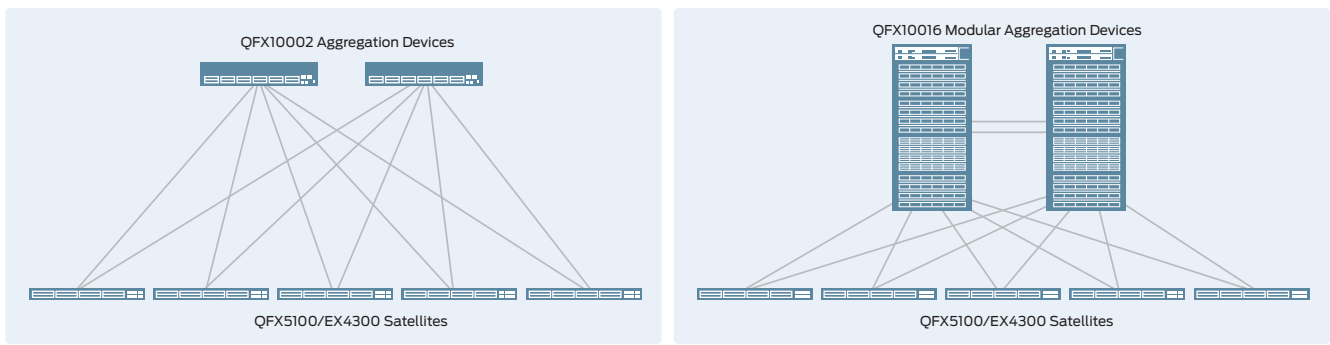 QFX10002 Aggregation Devices
QFX5100/EX4300 Satellites
QFX10016 Modular Aggregation Devices
QFX5100/EX4300 Satellites